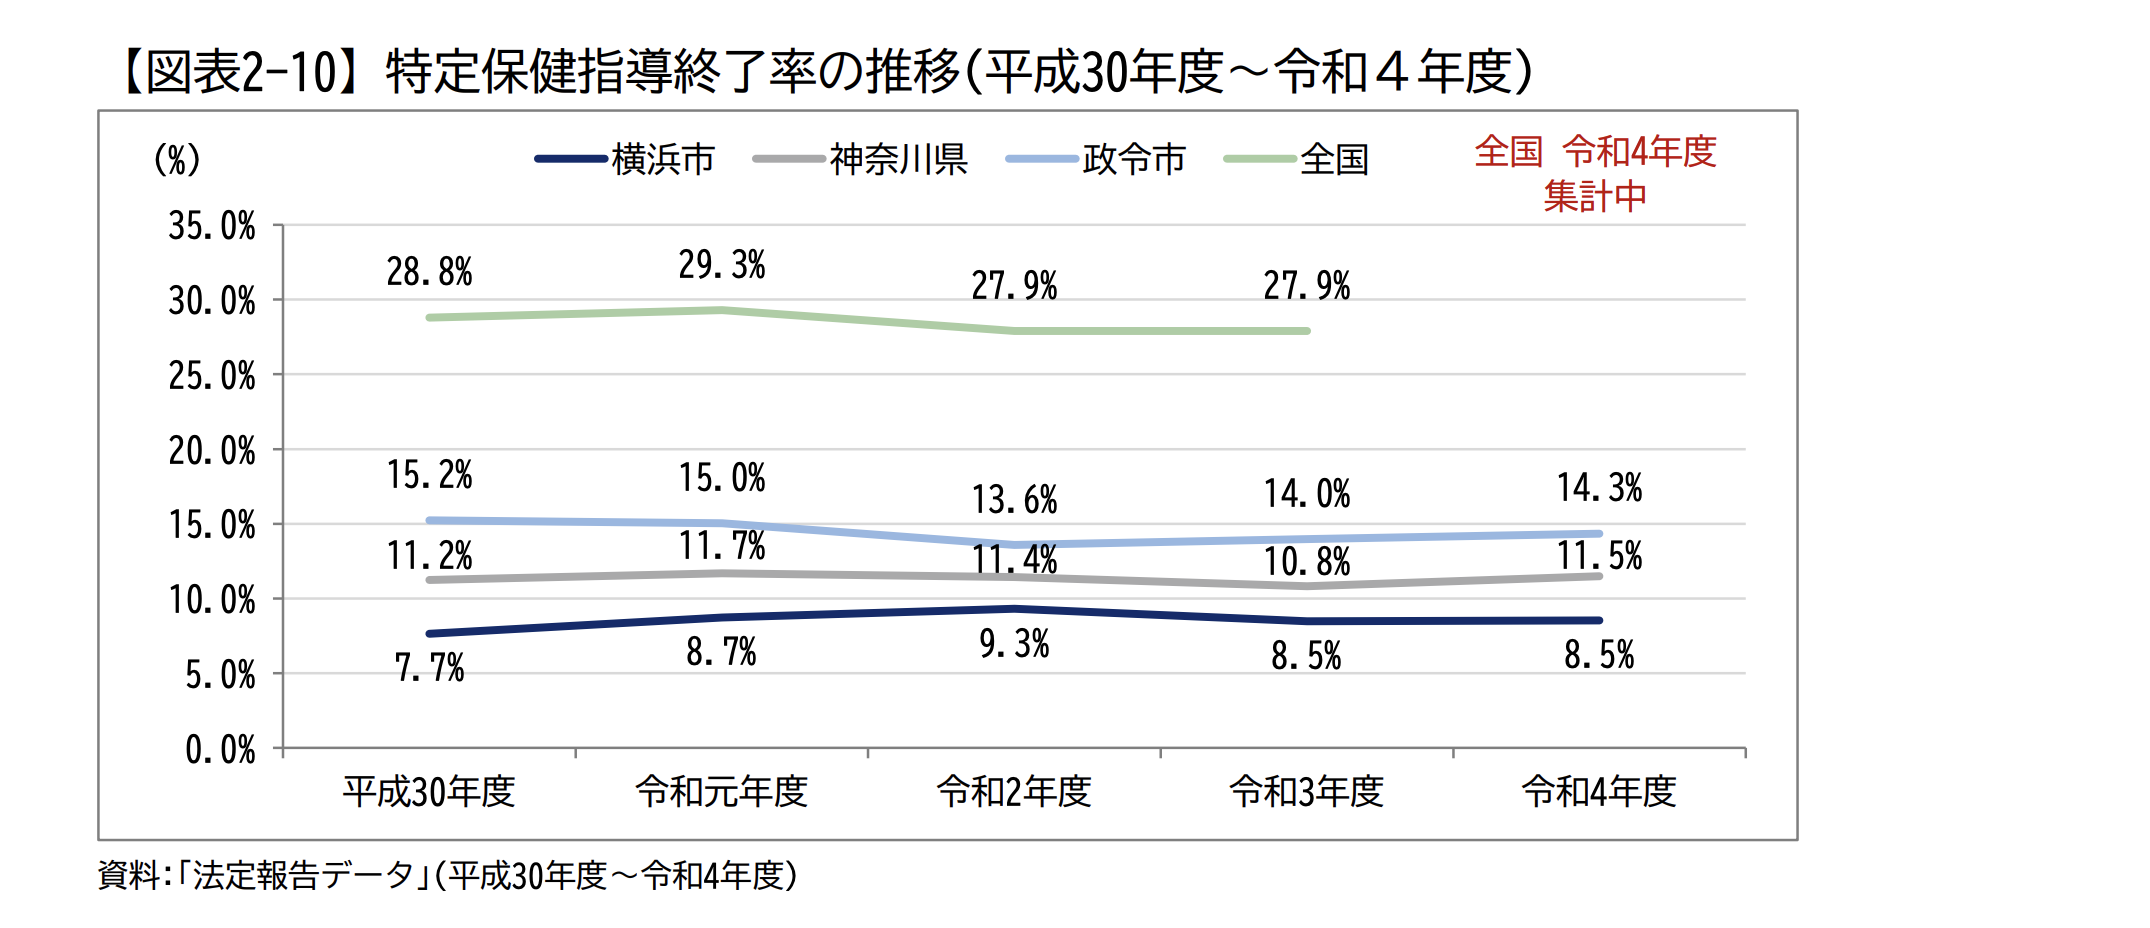 【図表2-10】特定保健指導終了率の推移(平成30年度～令和４年度)
(%)
横浜市 神奈川県 政令市 全国
全国 令和4年度
集計中
35.0%
30.0%
25.0%
20.0%
15.0%
10.0%
5.0%
0.0%
28.8% 29.3% 27.9% 27.9%
15.2% 15.0% 13.6% 14.0% 14.3%
11.2% 11.7% 11.4% 10.8% 11.5%
7.7% 8.7% 9.3% 8.5% 8.5%
平成30年度 令和元年度 令和2年度 令和3年度 令和4年度
資料:「法定報告データ」(平成30年度～令和4年度)